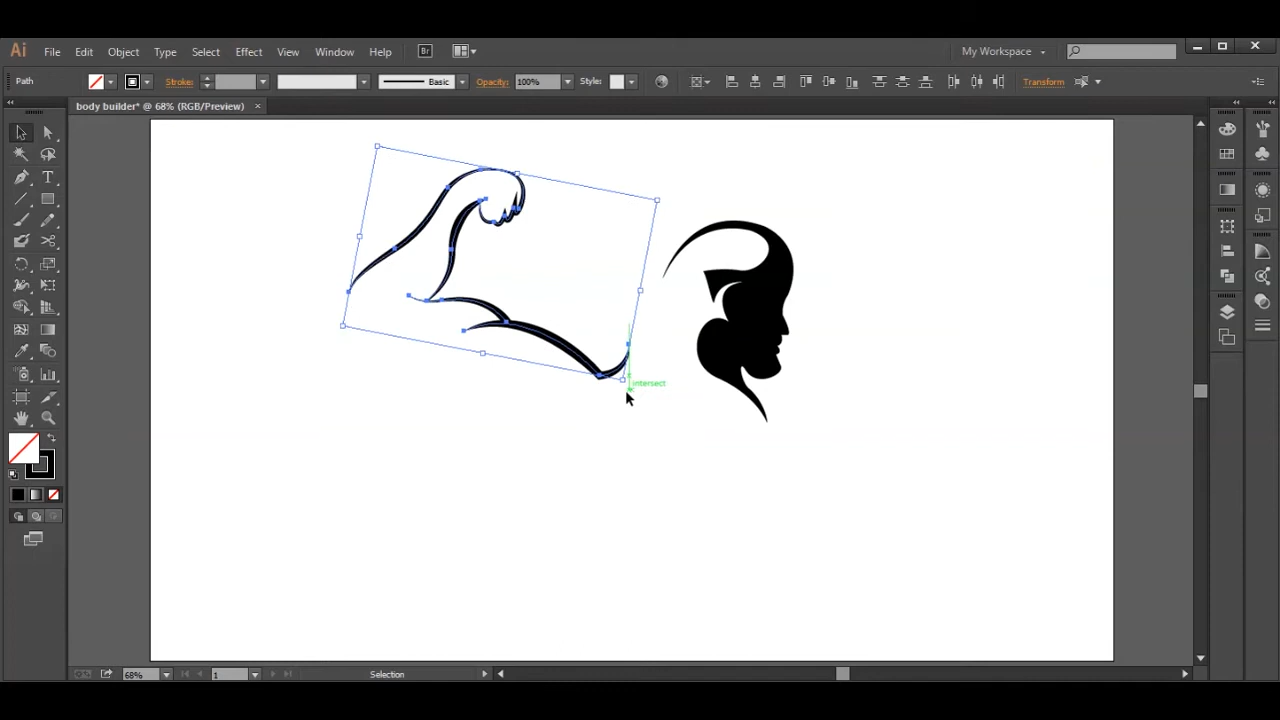 Ai File Edit Object Type Select Effect View Window Help Br My Workspace
Path Stroke: Basic Opacity: 100% Style: Transform
body builder* @ 68% (RGB/Preview) ×
intersect
68% 1 Selection